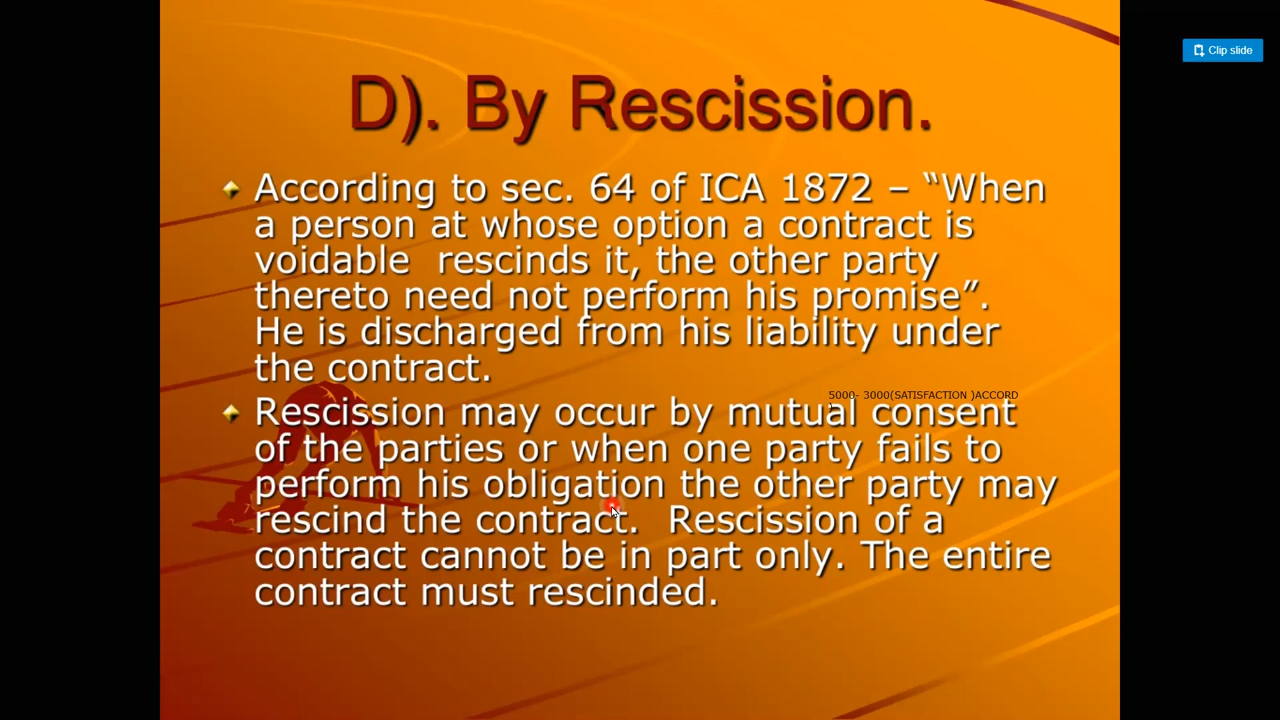 Clip slide
D). By Rescission.
According to sec. 64 of ICA 1872 – “When
a person at whose option a contract is
voidable  rescinds it, the other party
thereto need not perform his promise”.
He is discharged from his liability under
the contract.
5000- 3000(SATISFACTION )ACCORD
Rescission may occur by mutual consent
of the parties or when one party fails to
perform his obligation the other party may
rescind the contract.  Rescission of a
contract cannot be in part only. The entire
contract must rescinded.